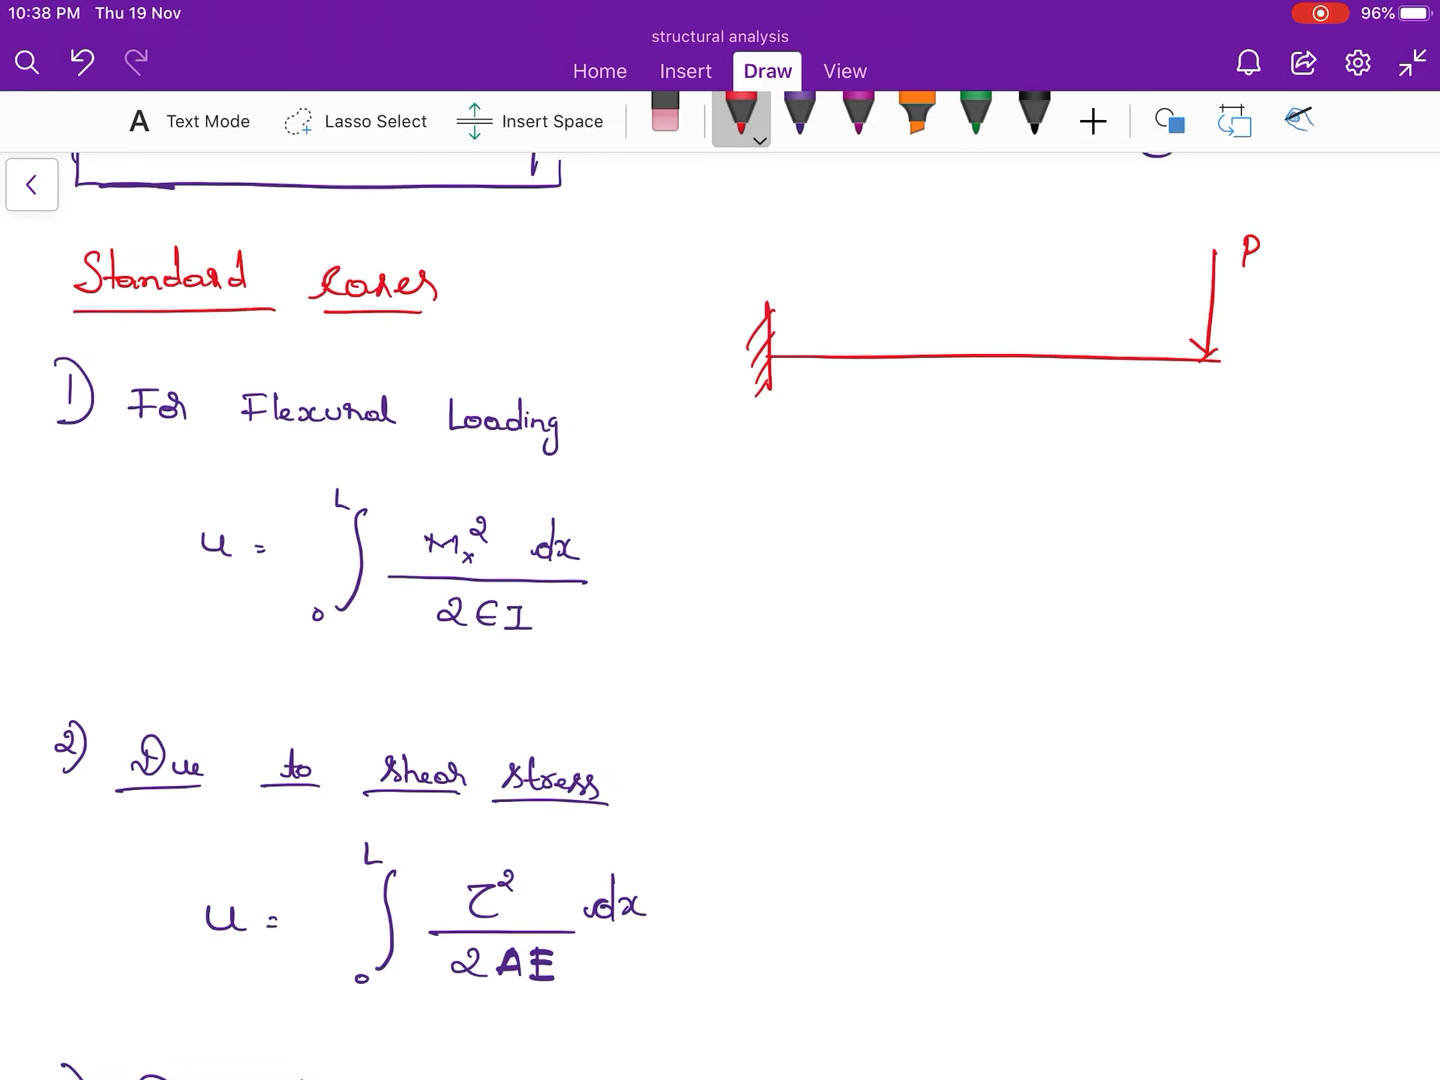 10:38 PM Thu 19 Nov
96%
structural analysis
Home Insert Draw View
A Text Mode Lasso Select Insert Space
Standard Cases
P
1) For Flexural Loading
u = ∫₀ᴸ Mₓ² dx / 2EI
2) Due to shear stress
u = ∫₀ᴸ τ² / 2AE dx